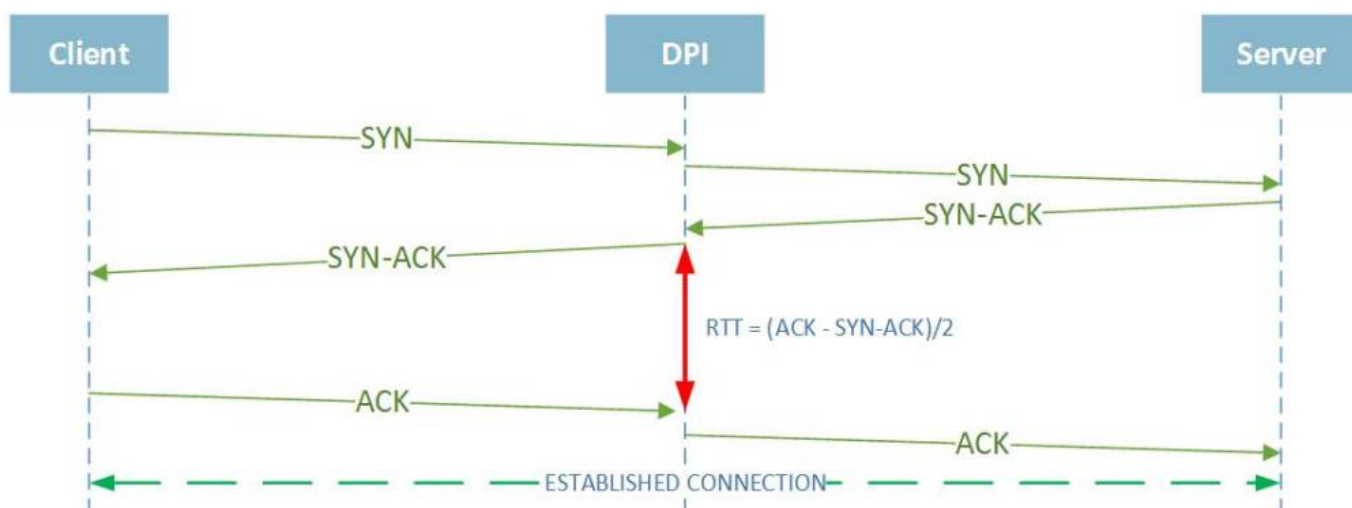 Client
DPI
Server
SYN
SYN
SYN-ACK
SYN-ACK
RTT = (ACK - SYN-ACK)/2
ACK
ACK
ESTABLISHED CONNECTION